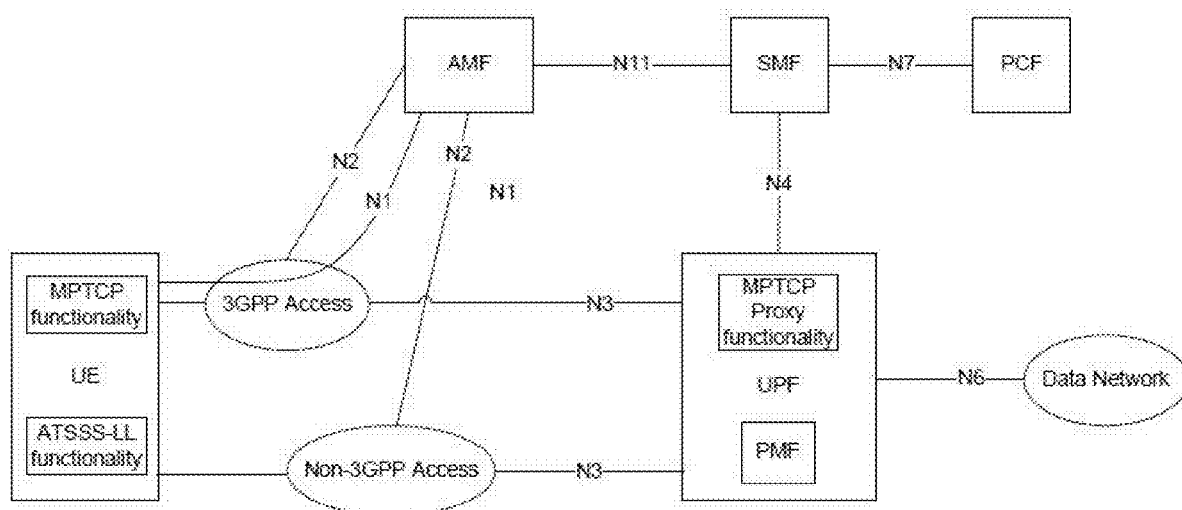 AMF
N11
SMF
N7
PCF
N2
N2
N1
N1
N4
MPTCP
functionality
UE
ATSSS-LL
functionality
3GPP Access
N3
MPTCP
Proxy
functionality
UPF
PMF
N6
Data Network
Non-3GPP Access
N3